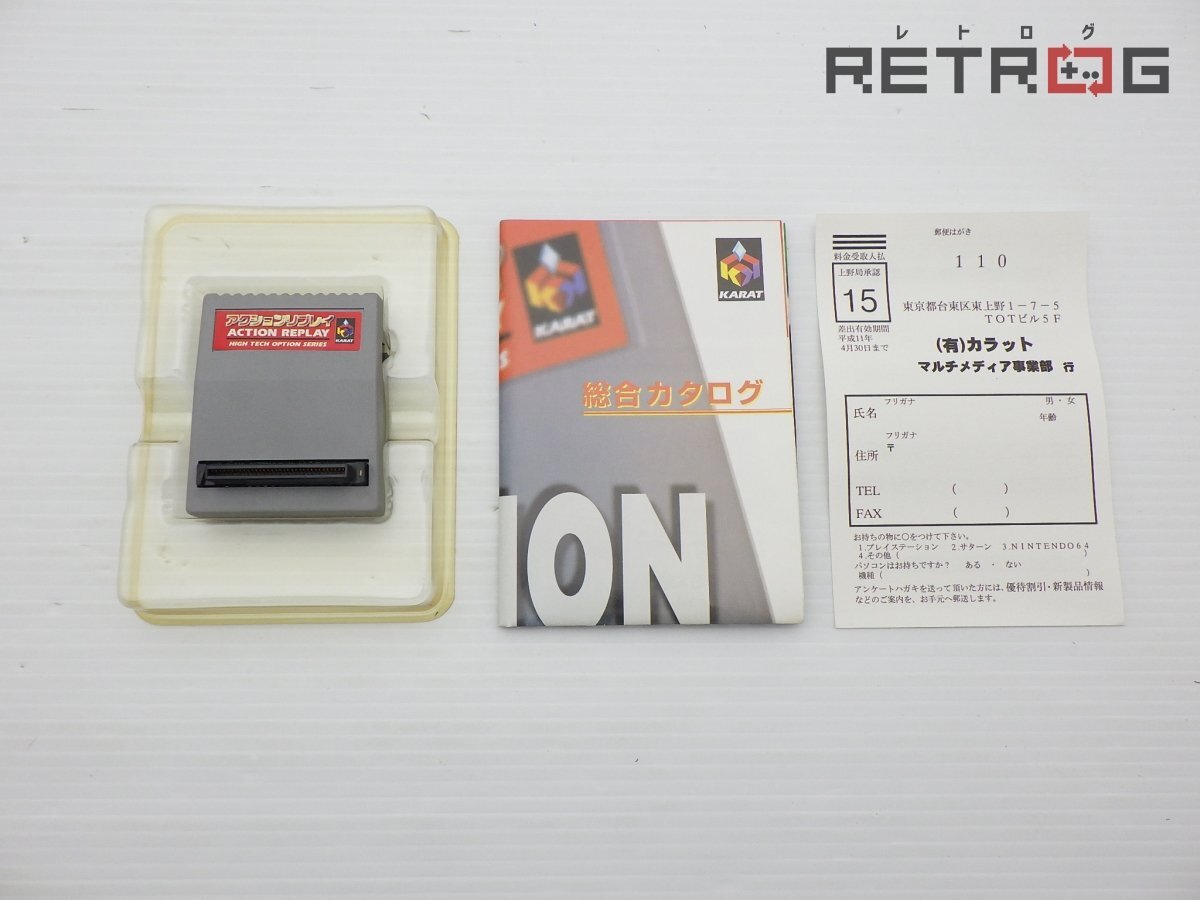 レトログ
RETROG
アクションリプレイ
ACTION REPLAY
HIGH TECH OPTION SERIES
KARAT
KARAT
KARAT
総合カタログ
ION
郵便はがき
料金受取人払
上野局承認
15
差出有効期間
平成11年
4月30日まで
110
東京都台東区東上野1-7-5
TOTビル5F
(有)カラット
マルチメディア事業部 行
フリガナ
氏名
男・女
年齢
フリガナ
住所
〒
TEL ( )
FAX ( )
お持ちの物に○をつけて下さい。
1.プレイステーション 2.サターン 3.NINTENDO64
4.その他( )
パソコンはお持ちですか? ある ・ ない
機種( )
アンケートハガキを送って頂いた方には、優待割引・新製品情報
などのご案内を、お手元へ郵送します。